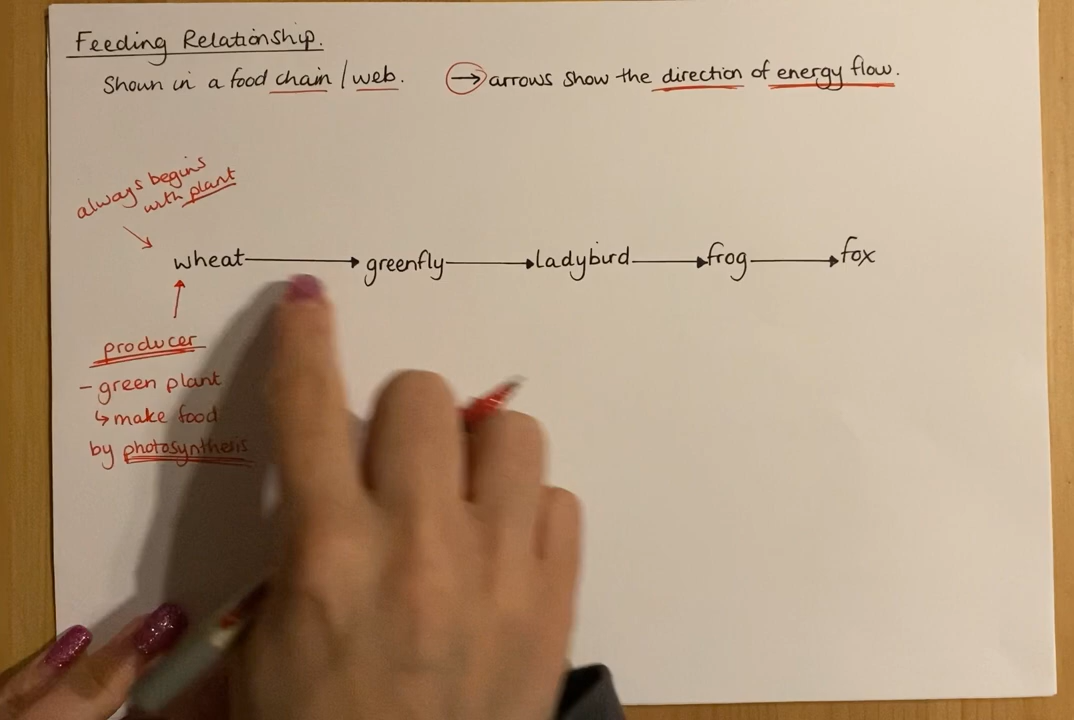 Feeding Relationship.
Shown in a food chain / web.
→ arrows show the direction of energy flow.
always begins
with plant
wheat → greenfly → ladybird → frog → fox
producer
- green plant
↳ make food
by photosynthesis